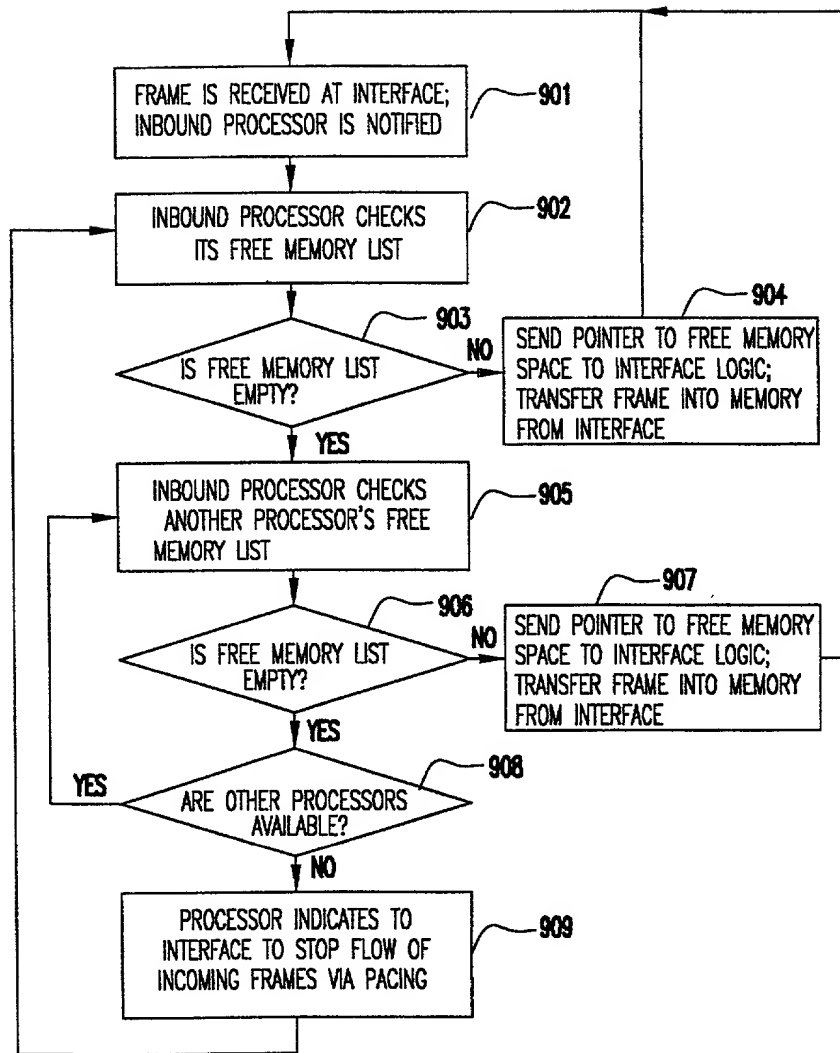 FRAME IS RECEIVED AT INTERFACE;
INBOUND PROCESSOR IS NOTIFIED
901
INBOUND PROCESSOR CHECKS
ITS FREE MEMORY LIST
902
903
IS FREE MEMORY LIST
EMPTY?
NO
904
SEND POINTER TO FREE MEMORY
SPACE TO INTERFACE LOGIC;
TRANSFER FRAME INTO MEMORY
FROM INTERFACE
YES
INBOUND PROCESSOR CHECKS
ANOTHER PROCESSOR'S FREE
MEMORY LIST
905
906
IS FREE MEMORY LIST
EMPTY?
NO
907
SEND POINTER TO FREE MEMORY
SPACE TO INTERFACE LOGIC;
TRANSFER FRAME INTO MEMORY
FROM INTERFACE
YES
YES
ARE OTHER PROCESSORS
AVAILABLE?
908
NO
PROCESSOR INDICATES TO
INTERFACE TO STOP FLOW OF
INCOMING FRAMES VIA PACING
909